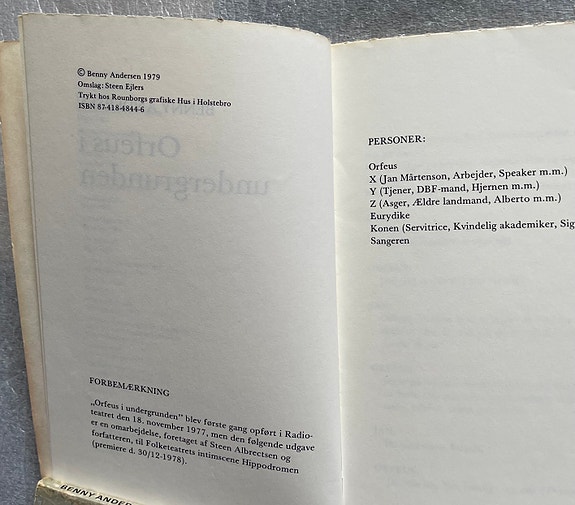 © Benny Andersen 1979
Omslag: Steen Ejlers
Trykt hos Rounborgs grafiske Hus i Holstebro
ISBN 87-418-4844-6
Orfeus i
undergrunden
FORBEMÆRKNING
„Orfeus i undergrunden” blev første gang opført i Radio-
teatret den 18. november 1977, men den følgende udgave
er en omarbejdelse, foretaget af Steen Albrectsen og
forfatteren, til Folketeatrets intimscene Hippodromen
(premiere d. 30/12-1978).
BENNY ANDER
PERSONER:
Orfeus
X (Jan Mårtenson, Arbejder, Speaker m.m.)
Y (Tjener, DBF-mand, Hjernen m.m.)
Z (Asger, Ældre landmand, Alberto m.m.)
Eurydike
Konen (Servitrice, Kvindelig akademiker, Sig
Sangeren